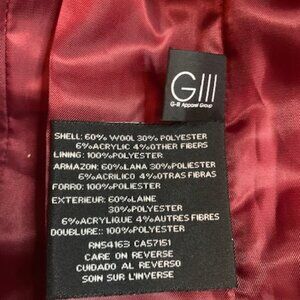 GIII
G-III Apparel Group
SHELL: 60% WOOL 30% POLYESTER
6%ACRYLIC 4%OTHER FIBERS
LINING: 100%POLYESTER
ARMAZON: 60%LANA 30%POLIESTER
6%ACRILICO 4%OTRAS FIBRAS
FORRO: 100%POLIESTER
EXTERIEUR: 60%LAINE
30%POLYESTER
6%ACRYLIQUE 4%AUTRES FIBRES
DOUBLURE:: 100%POLYESTER
RN54163 CA57151
CARE ON REVERSE
CUIDADO AL REVERSO
SOIN SUR L'INVERSE